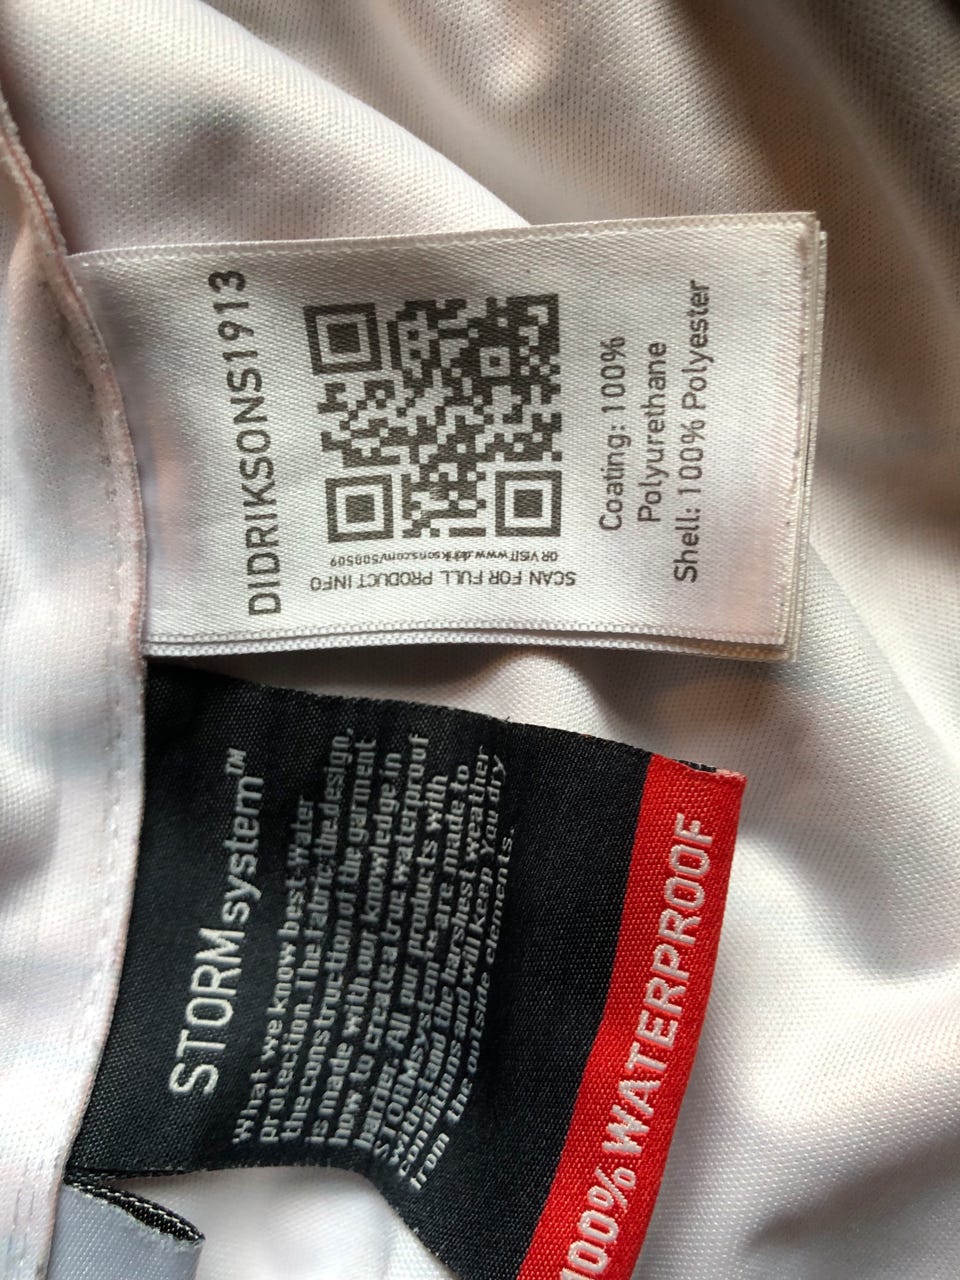 DIDRIKSONS1913
SCAN FOR FULL PRODUCT INFO
OR VISIT www.didriksons.com/500509
Coating: 100%
Polyurethane
Shell: 100% Polyester
STORMsystem™
What we know best-Water
protection. The fabric, the design,
the construction of the garment
is made with our knowledge in
how to create a true waterproof
barrier. All our products with
STORMsystem™ are made to
withstand the harshest weather
conditions and will keep You dry
from the outside elements.
100% WATERPROOF